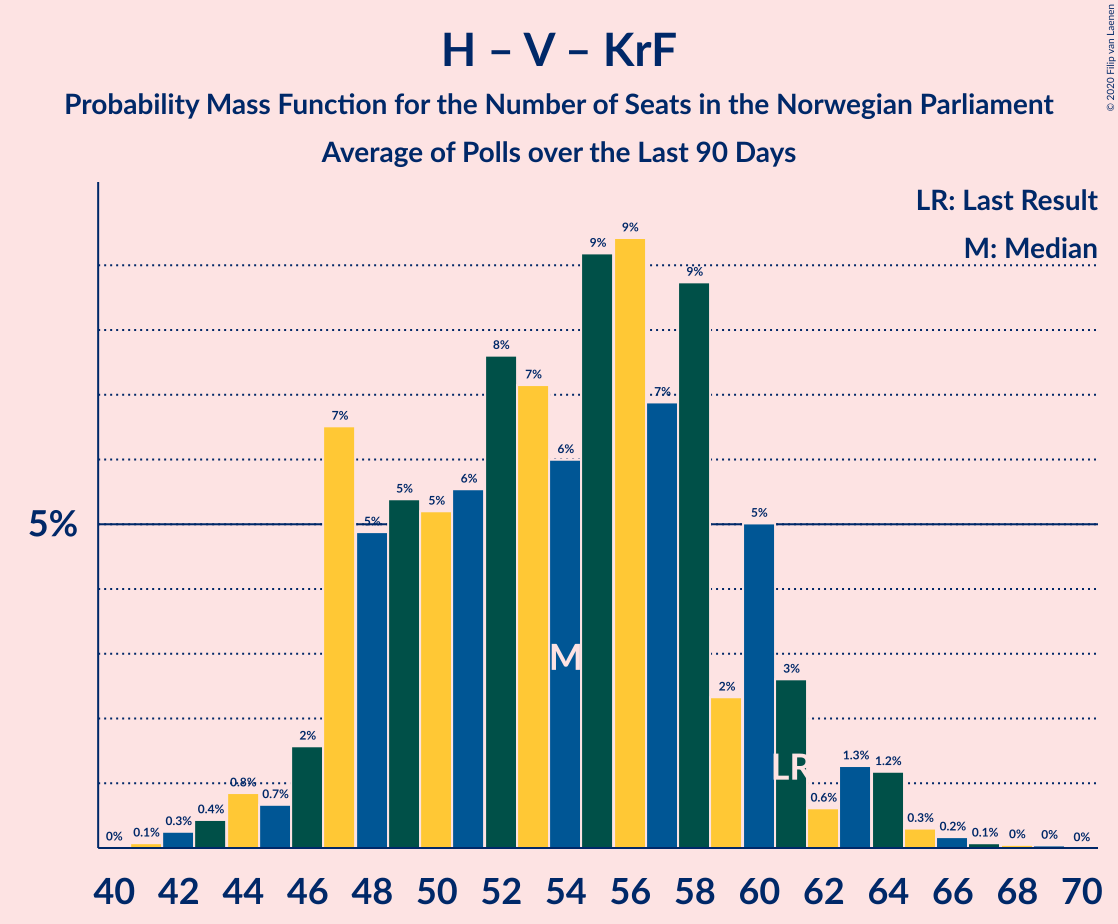 H – V – KrF
Probability Mass Function for the Number of Seats in the Norwegian Parliament
Average of Polls over the Last 90 Days
© 2020 Filip van Laenen
LR: Last Result
M: Median
5%
0% 0.1% 0.3% 0.4% 0.8% 0.7% 2% 7% 5% 5% 5% 6% 8% 7% 6% 9% 9% 7% 9% 2% 5% 3% 0.6% 1.3% 1.2% 0.3% 0.2% 0.1% 0% 0% 0%
M
LR
40 42 44 46 48 50 52 54 56 58 60 62 64 66 68 70